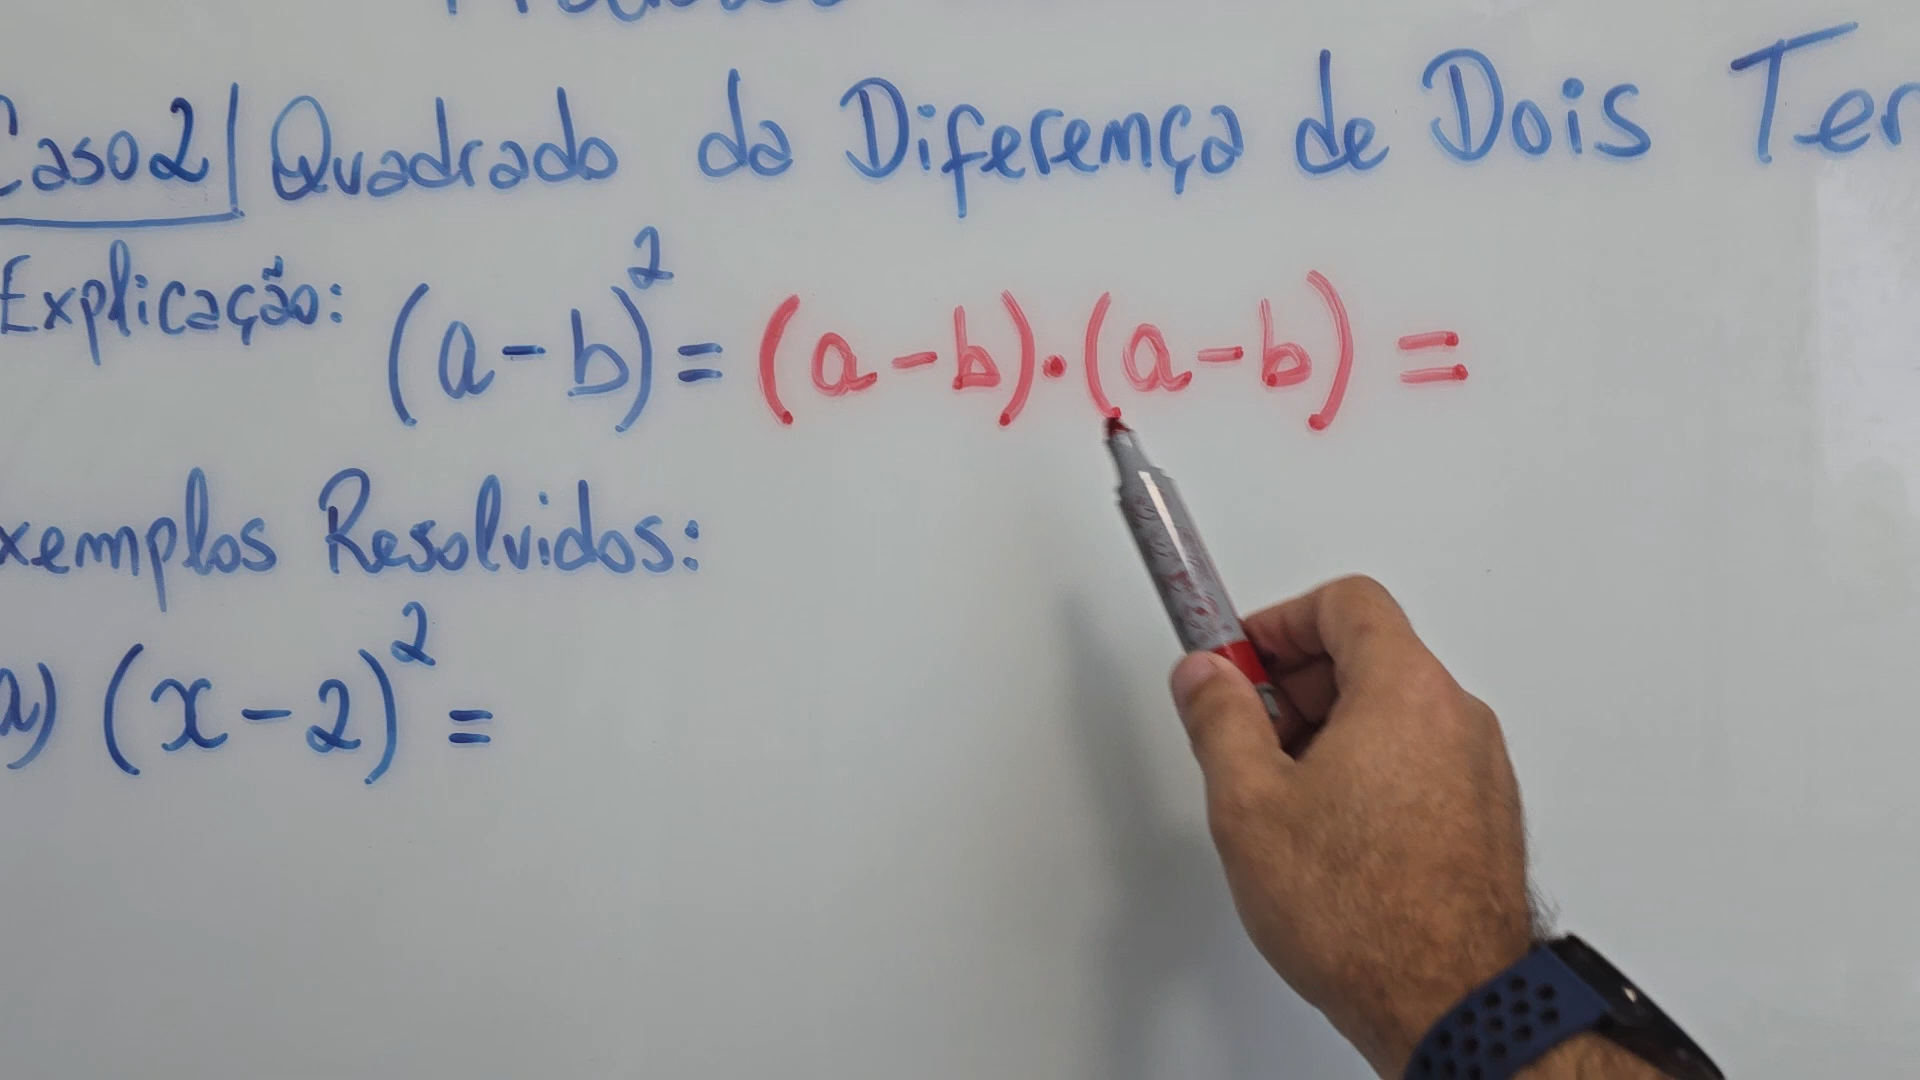 Caso 2 Quadrado da Diferença de Dois Ter
Explicação: (a-b)² = (a-b)·(a-b) =
xemplos Resolvidos:
a) (x-2)² =